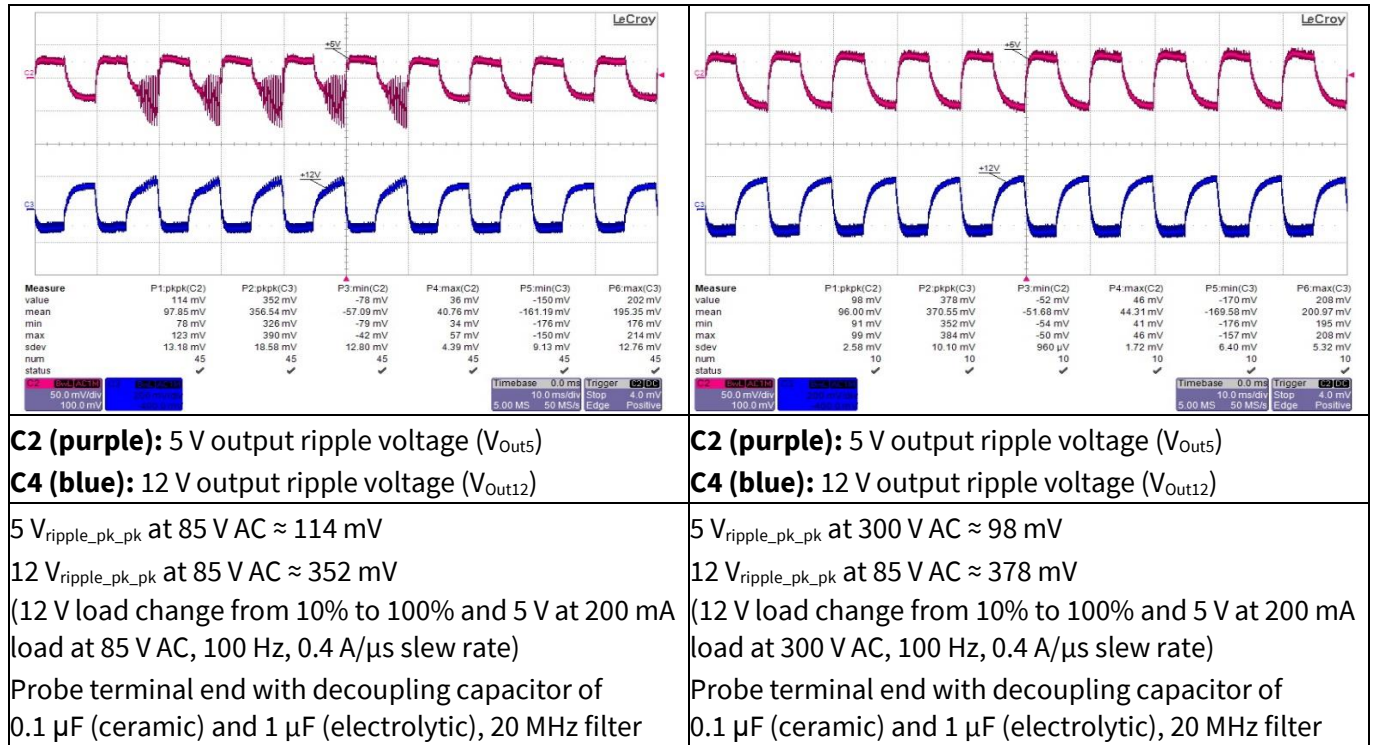 LeCroy
+5V
C2
+12V
C3
Measure P1:pkpk(C2) P2:pkpk(C3) P3:min(C2) P4:max(C2) P5:min(C3) P6:max(C3)
value 114 mV 352 mV -78 mV 36 mV -150 mV 202 mV
mean 97.85 mV 356.54 mV -57.09 mV 40.76 mV -161.19 mV 195.35 mV
min 78 mV 326 mV -79 mV 34 mV -176 mV 176 mV
max 123 mV 390 mV -42 mV 57 mV -150 mV 214 mV
sdev 13.18 mV 18.58 mV 12.80 mV 4.39 mV 9.13 mV 12.76 mV
num 45 45 45 45 45 45
status ✓ ✓ ✓ ✓ ✓ ✓
C2
50.0 mV/div
100.0 mV
Timebase 0.0 ms
10.0 ms/div
5.00 MS 50 MS/s
Trigger C2 DC
Stop 4.0 mV
Edge Positive
LeCroy
+5V
C2
+12V
C3
Measure P1:pkpk(C2) P2:pkpk(C3) P3:min(C2) P4:max(C2) P5:min(C3) P6:max(C3)
value 98 mV 378 mV -52 mV 46 mV -170 mV 208 mV
mean 96.00 mV 370.55 mV -51.68 mV 44.31 mV -169.58 mV 200.97 mV
min 91 mV 352 mV -54 mV 41 mV -176 mV 195 mV
max 99 mV 384 mV -50 mV 46 mV -157 mV 208 mV
sdev 2.58 mV 10.10 mV 960 µV 1.72 mV 6.40 mV 5.32 mV
num 10 10 10 10 10 10
status ✓ ✓ ✓ ✓ ✓ ✓
C2
50.0 mV/div
100.0 mV
Timebase 0.0 ms
10.0 ms/div
5.00 MS 50 MS/s
Trigger C2 DC
Stop 4.0 mV
Edge Positive
C2 (purple): 5 V output ripple voltage (VOut5)
C4 (blue): 12 V output ripple voltage (VOut12)
C2 (purple): 5 V output ripple voltage (VOut5)
C4 (blue): 12 V output ripple voltage (VOut12)
5 Vripple_pk_pk at 85 V AC ≈ 114 mV
12 Vripple_pk_pk at 85 V AC ≈ 352 mV
(12 V load change from 10% to 100% and 5 V at 200 mA
load at 85 V AC, 100 Hz, 0.4 A/µs slew rate)
Probe terminal end with decoupling capacitor of
0.1 µF (ceramic) and 1 µF (electrolytic), 20 MHz filter
5 Vripple_pk_pk at 300 V AC ≈ 98 mV
12 Vripple_pk_pk at 85 V AC ≈ 378 mV
(12 V load change from 10% to 100% and 5 V at 200 mA
load at 300 V AC, 100 Hz, 0.4 A/µs slew rate)
Probe terminal end with decoupling capacitor of
0.1 µF (ceramic) and 1 µF (electrolytic), 20 MHz filter